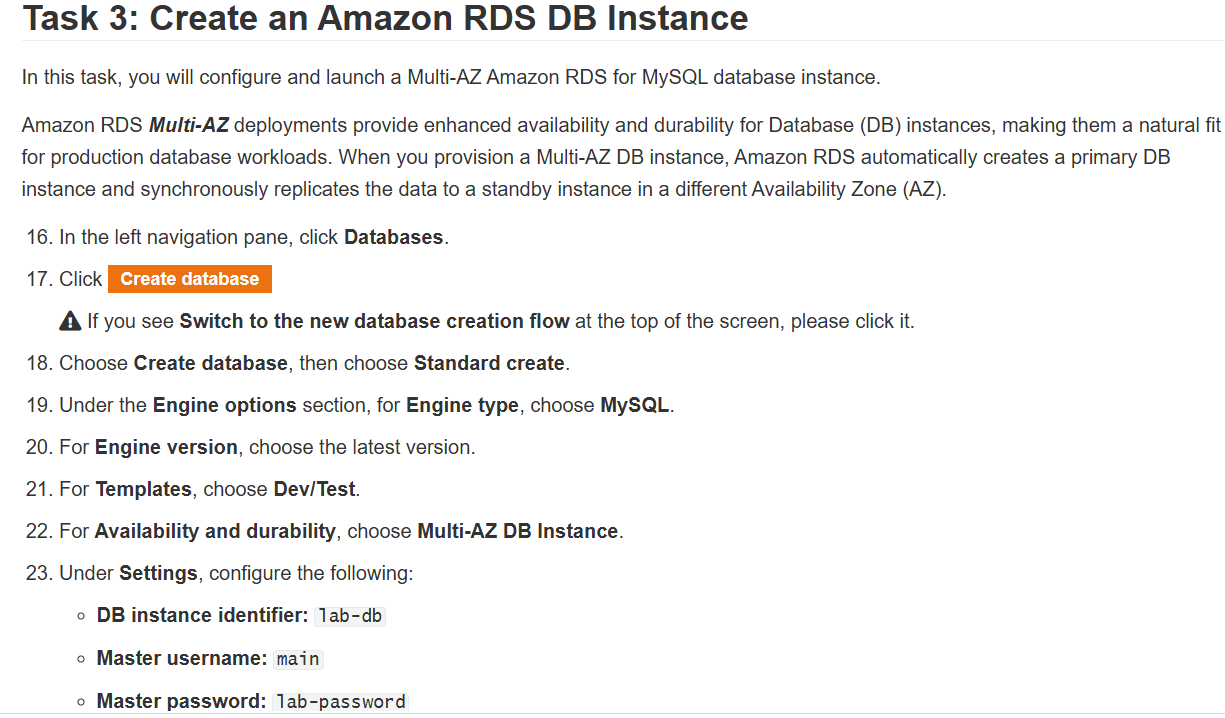 Task 3: Create an Amazon RDS DB Instance
In this task, you will configure and launch a Multi-AZ Amazon RDS for MySQL database instance.
Amazon RDS Multi-AZ deployments provide enhanced availability and durability for Database (DB) instances, making them a natural fit
for production database workloads. When you provision a Multi-AZ DB instance, Amazon RDS automatically creates a primary DB
instance and synchronously replicates the data to a standby instance in a different Availability Zone (AZ).
16. In the left navigation pane, click Databases.
17. Click Create database
If you see Switch to the new database creation flow at the top of the screen, please click it.
18. Choose Create database, then choose Standard create.
19. Under the Engine options section, for Engine type, choose MySQL.
20. For Engine version, choose the latest version.
21. For Templates, choose Dev/Test.
22. For Availability and durability, choose Multi-AZ DB Instance.
23. Under Settings, configure the following:
DB instance identifier: lab-db
Master username: main
Master password: lab-password